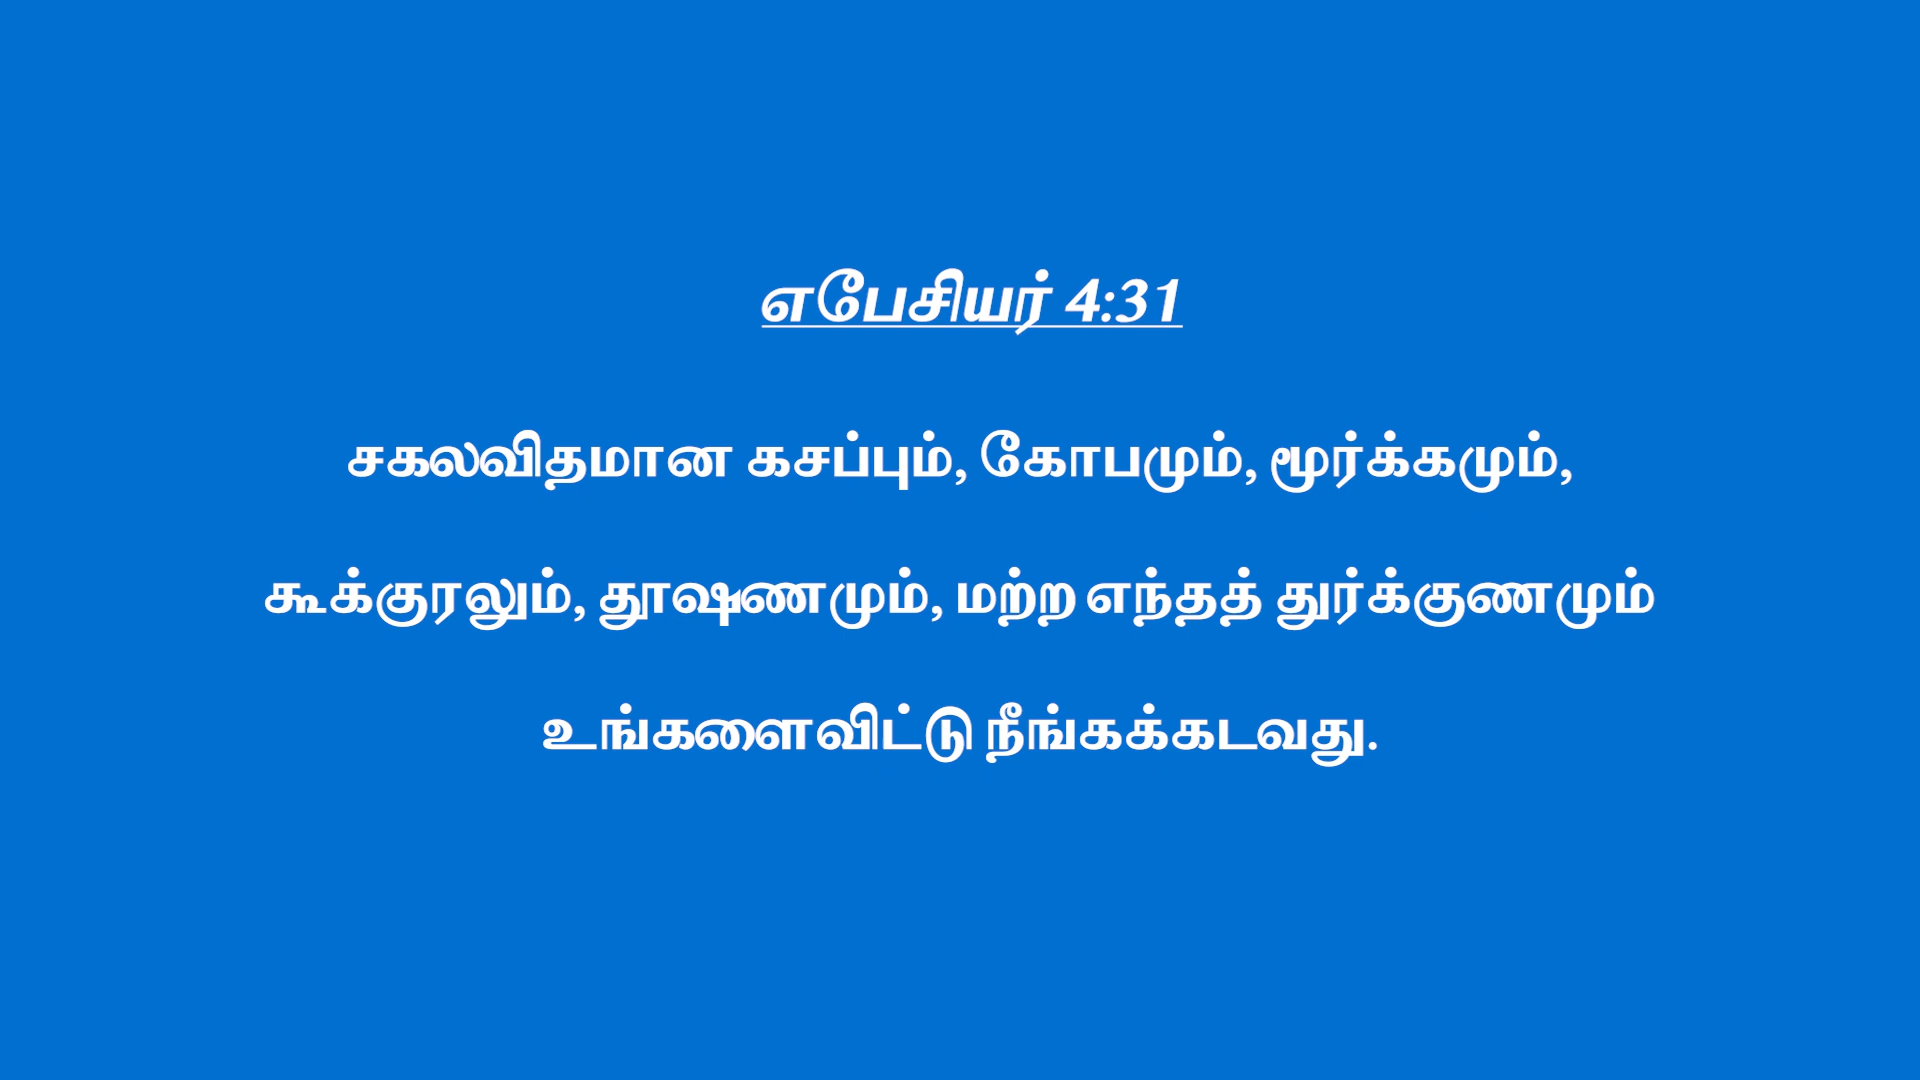 எபேசியர் 4:31
சகலவிதமான கசப்பும், கோபமும், மூர்க்கமும்,
கூக்குரலும், தூஷணமும், மற்ற எந்தத் துர்க்குணமும்
உங்களைவிட்டு நீங்கக்கடவது.